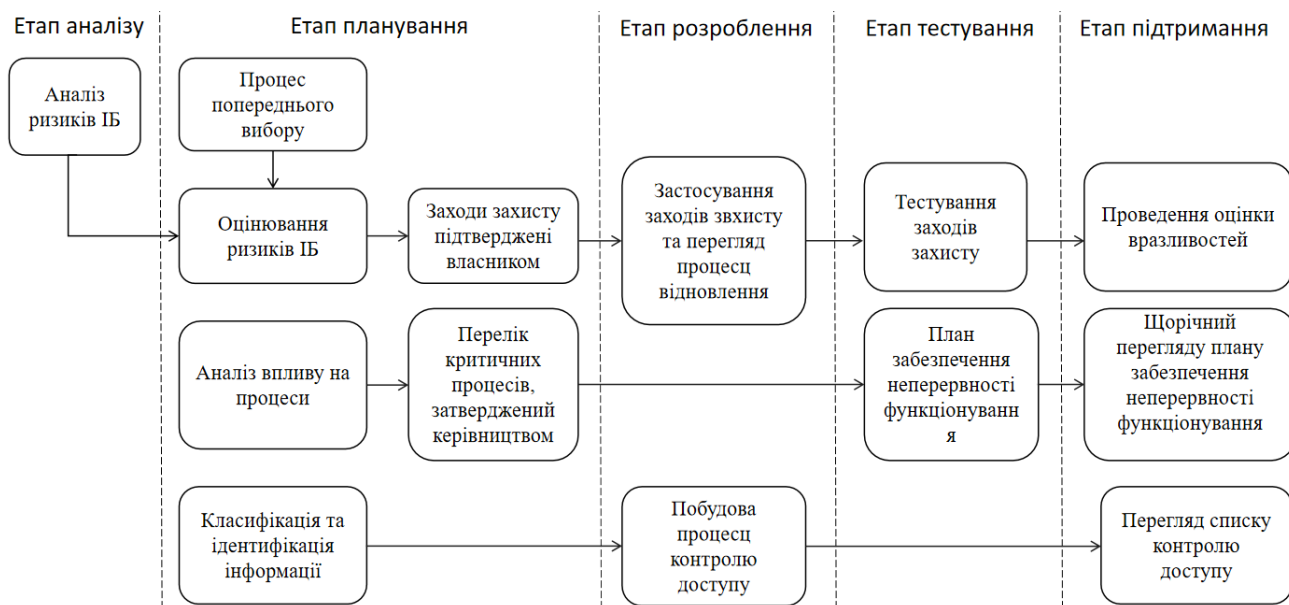 Етап аналізу
Етап планування
Етап розроблення
Етап тестування
Етап підтримання
Аналіз
ризиків ІБ
Процес
попереднього
вибору
Оцінювання
ризиків ІБ
Заходи захисту
підтверджені
власником
Застосування
заходів звхисту
та перегляд
процесц
відновлення
Тестування
заходів
захисту
Проведення оцінки
вразливостей
Аналіз впливу на
процеси
Перелік
критичних
процесів,
затверджений
керівництвом
План
забезпечення
неперервності
функціонуванн
я
Щорічний
перегляду плану
забезпечення
неперервності
функціонування
Класифікація та
ідентифікація
інформації
Побудова
процесц
контролю
доступу
Перегляд списку
контролю
доступу